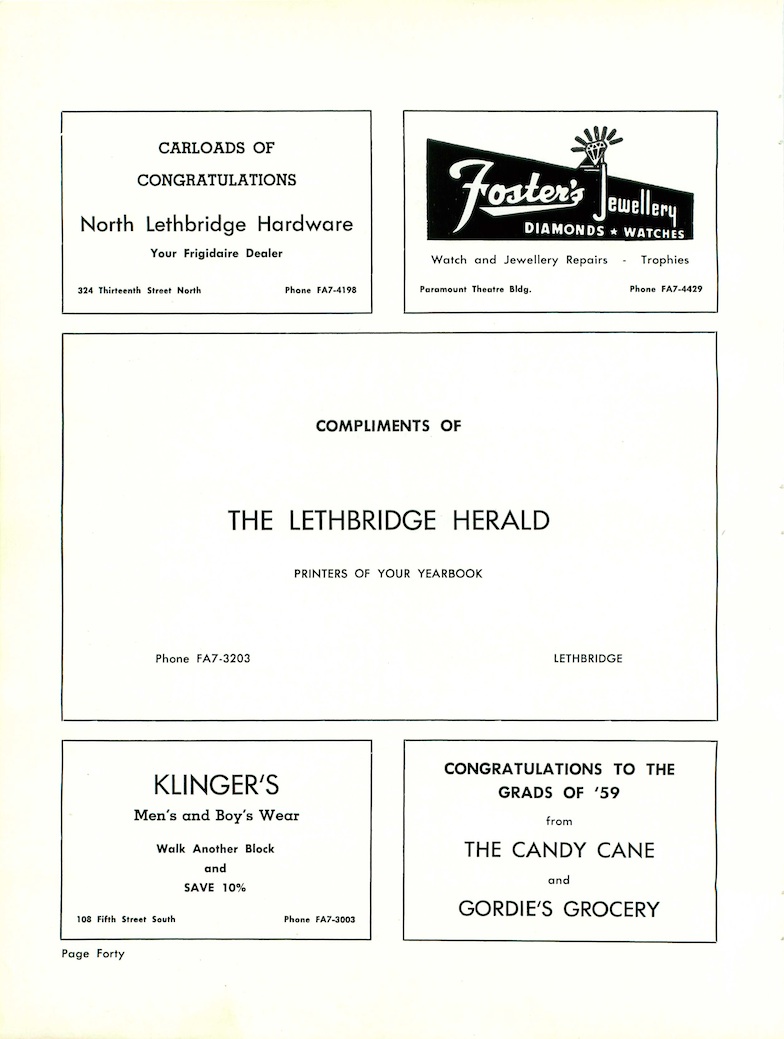 CARLOADS OF
CONGRATULATIONS
North Lethbridge Hardware
Your Frigidaire Dealer
324 Thirteenth Street North Phone FA7-4198
Foster's Jewellery
DIAMONDS ★ WATCHES
Watch and Jewellery Repairs - Trophies
Paramount Theatre Bldg. Phone FA7-4429
COMPLIMENTS OF
THE LETHBRIDGE HERALD
PRINTERS OF YOUR YEARBOOK
Phone FA7-3203 LETHBRIDGE
KLINGER'S
Men's and Boy's Wear
Walk Another Block
and
SAVE 10%
108 Fifth Street South Phone FA7-3003
CONGRATULATIONS TO THE
GRADS OF '59
from
THE CANDY CANE
and
GORDIE'S GROCERY
Page Forty